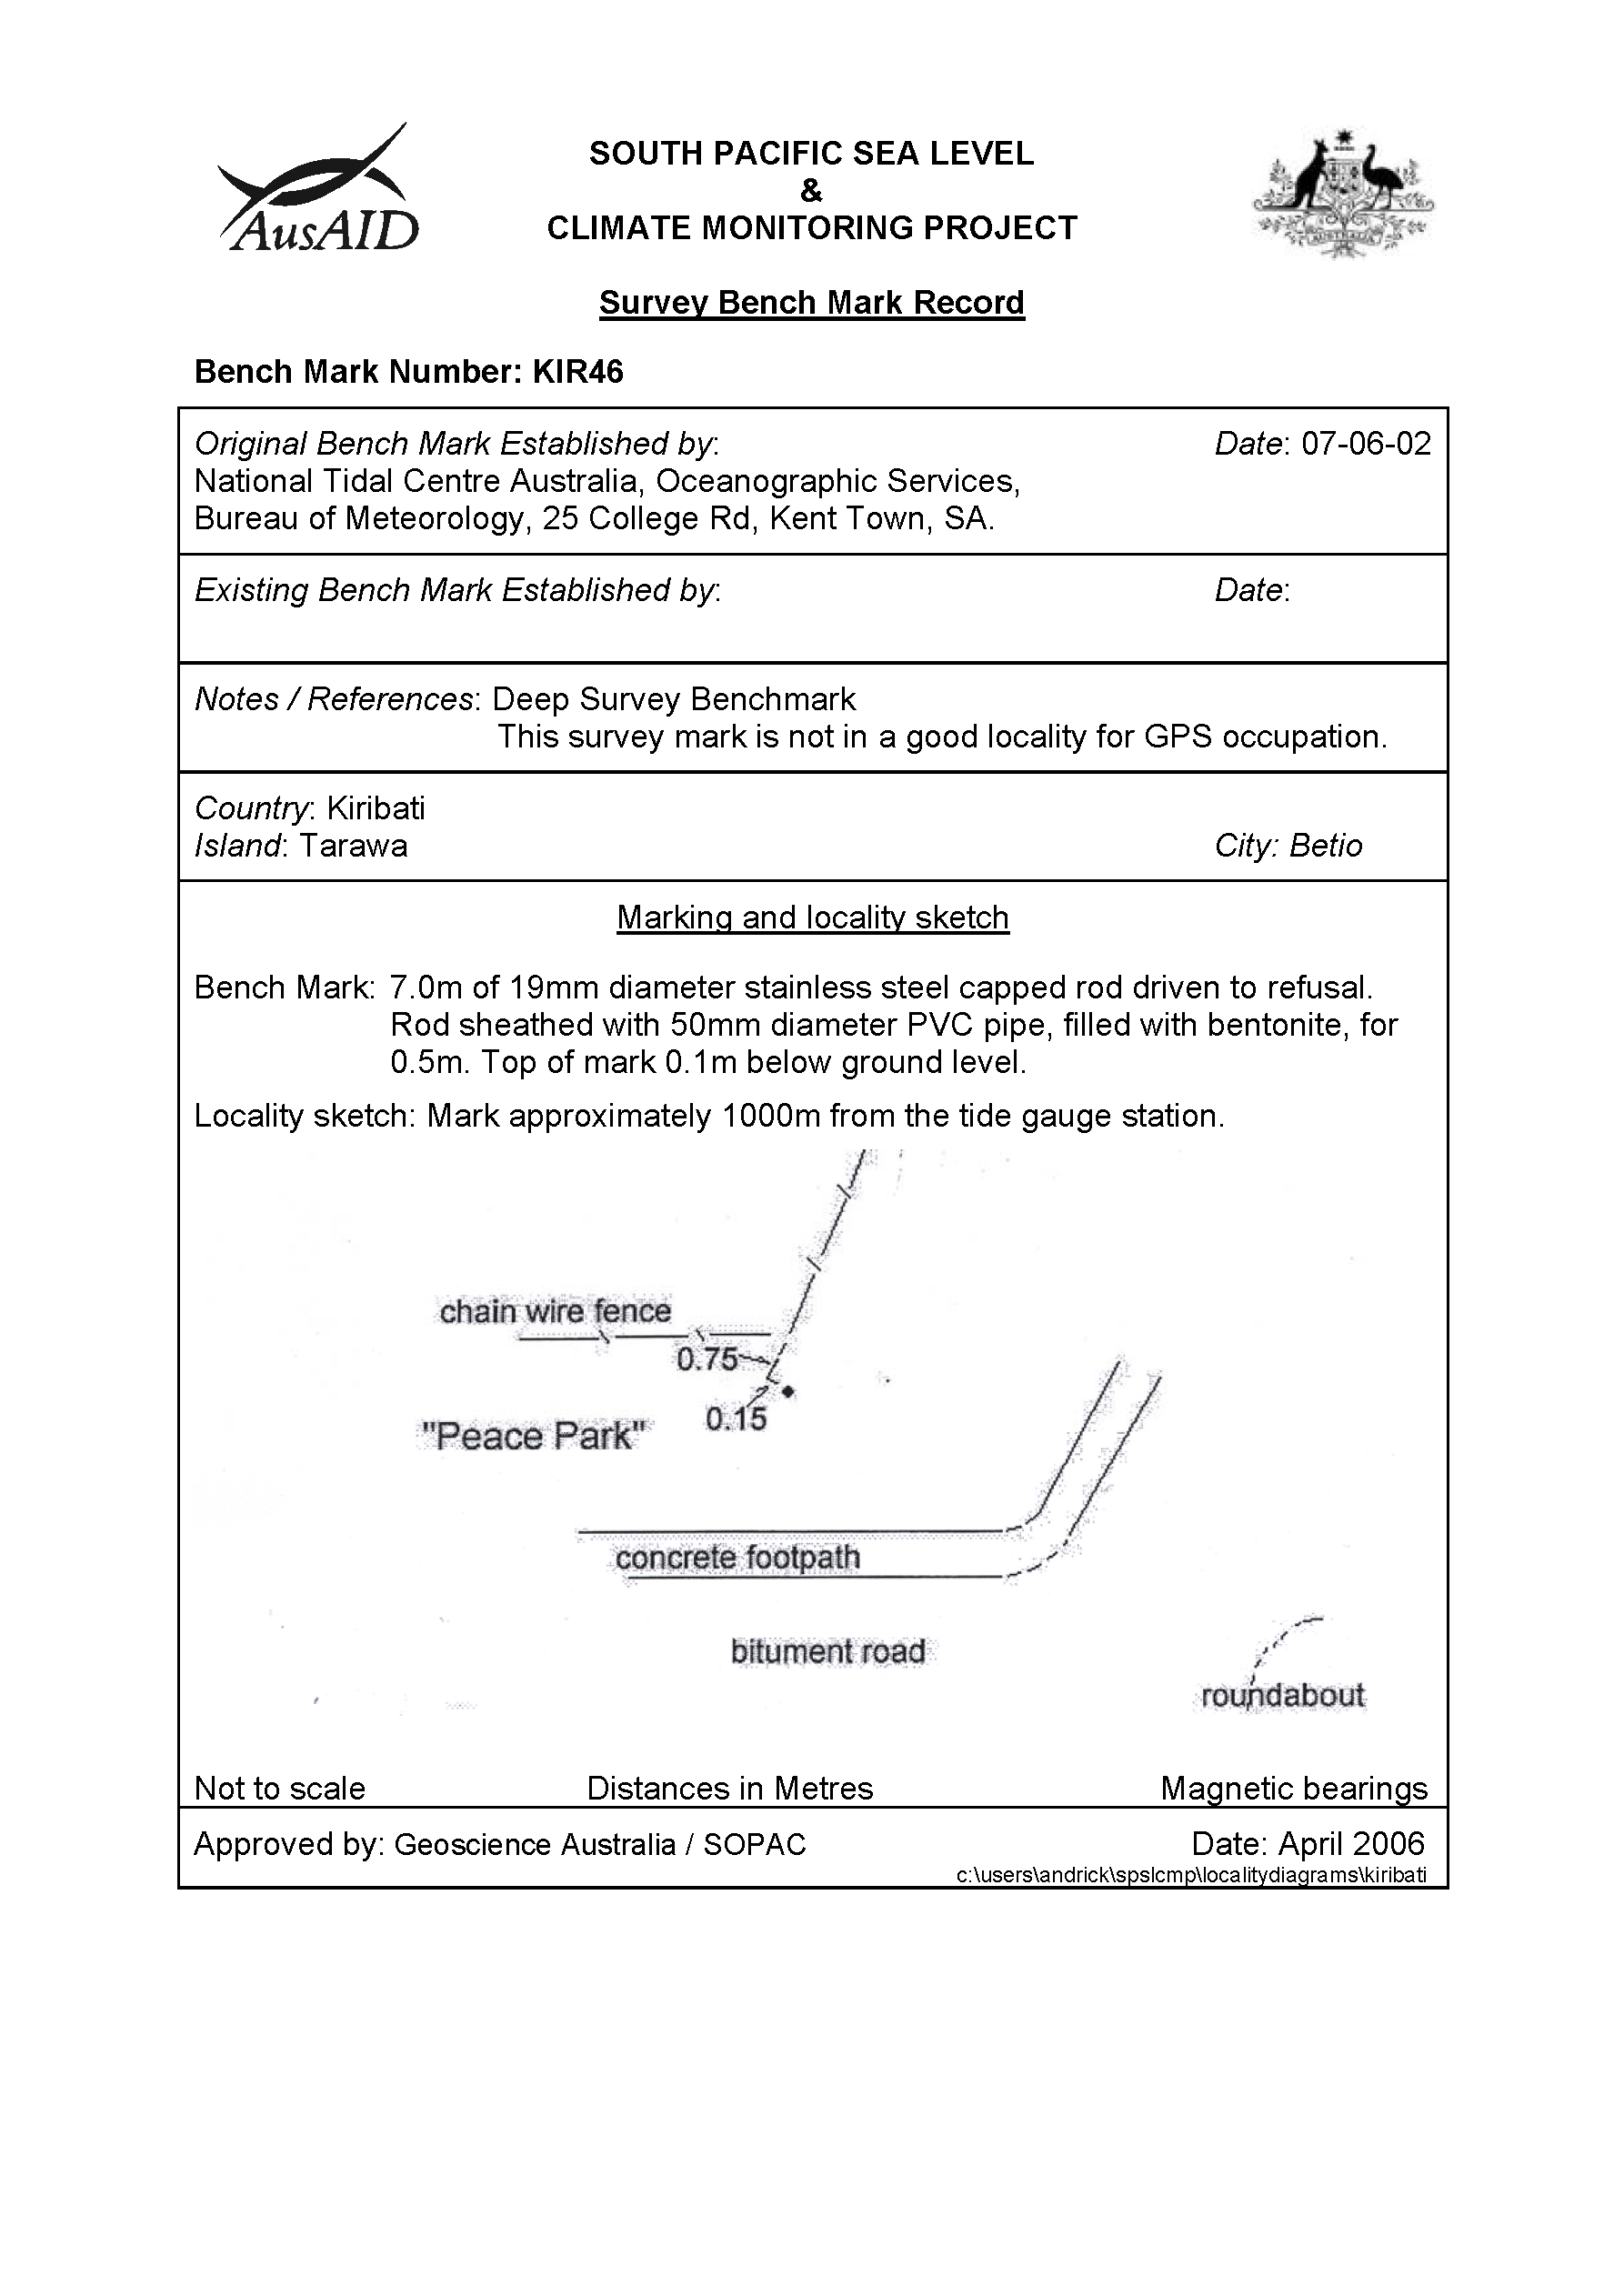 AusAID
SOUTH PACIFIC SEA LEVEL
&
CLIMATE MONITORING PROJECT
AUSTRALIA
Survey Bench Mark Record
Bench Mark Number: KIR46
Original Bench Mark Established by: Date: 07-06-02
National Tidal Centre Australia, Oceanographic Services,
Bureau of Meteorology, 25 College Rd, Kent Town, SA.
Existing Bench Mark Established by: Date:
Notes / References: Deep Survey Benchmark
This survey mark is not in a good locality for GPS occupation.
Country: Kiribati
Island: Tarawa City: Betio
Marking and locality sketch
Bench Mark: 7.0m of 19mm diameter stainless steel capped rod driven to refusal.
Rod sheathed with 50mm diameter PVC pipe, filled with bentonite, for
0.5m. Top of mark 0.1m below ground level.
Locality sketch: Mark approximately 1000m from the tide gauge station.
chain wire fence
0.75
0.15
"Peace Park"
concrete footpath
bitument road
roundabout
Not to scale Distances in Metres Magnetic bearings
Approved by: Geoscience Australia / SOPAC Date: April 2006
c:\users\andrick\spslcmp\localitydiagrams\kiribati